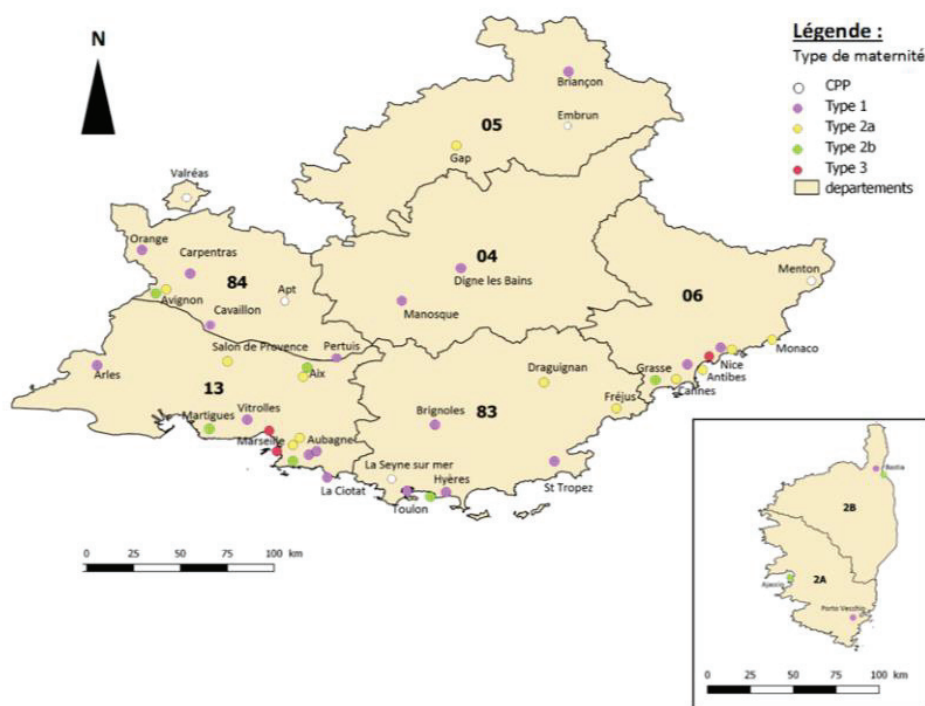 N
Légende :
Type de maternité
CPP
Type 1
Type 2a
Type 2b
Type 3
departements
Briançon
05
Embrun
Gap
Valréas
Orange
Carpentras
84
Apt
Avignon
Cavaillon
04
Digne les Bains
Manosque
06
Menton
Monaco
Nice
Antibes
Grasse
Cannes
Pertuis
Salon de Provence
Aix
Arles
13
Vitrolles
Martigues
Marseille
Aubagne
La Ciotat
Draguignan
Fréjus
83
Brignoles
La Seyne sur mer
Hyères
St Tropez
Toulon
0 25 50 75 100 km
Bastia
2B
2A
Ajaccio
Porto Vecchio
0 25 50 75 100 km